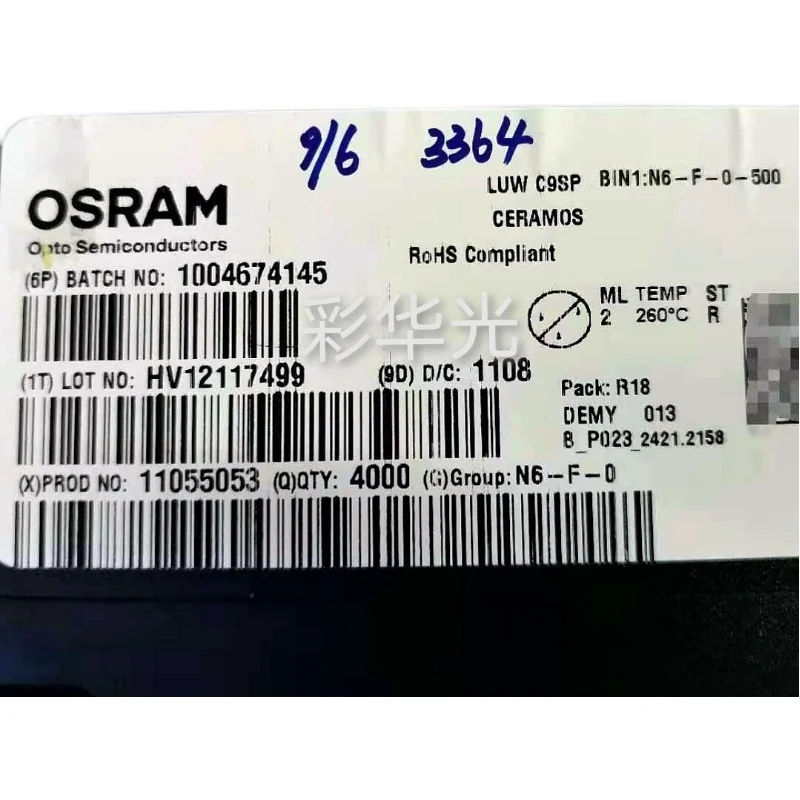 9/6 3364
LUW C9SP BIN1:N6-F-0-500
OSRAM
CERAMOS
Opto Semiconductors
RoHS Compliant
(6P) BATCH NO: 1004674145
彩华光
ML TEMP ST
2 260°C R
(1T) LOT NO: HV12117499 (9D) D/C: 1108
Pack: R18
DEMY 013
B_P023_2421.2158
(X)PROD NO: 11055053 (Q)QTY: 4000 (G)Group: N6-F-0